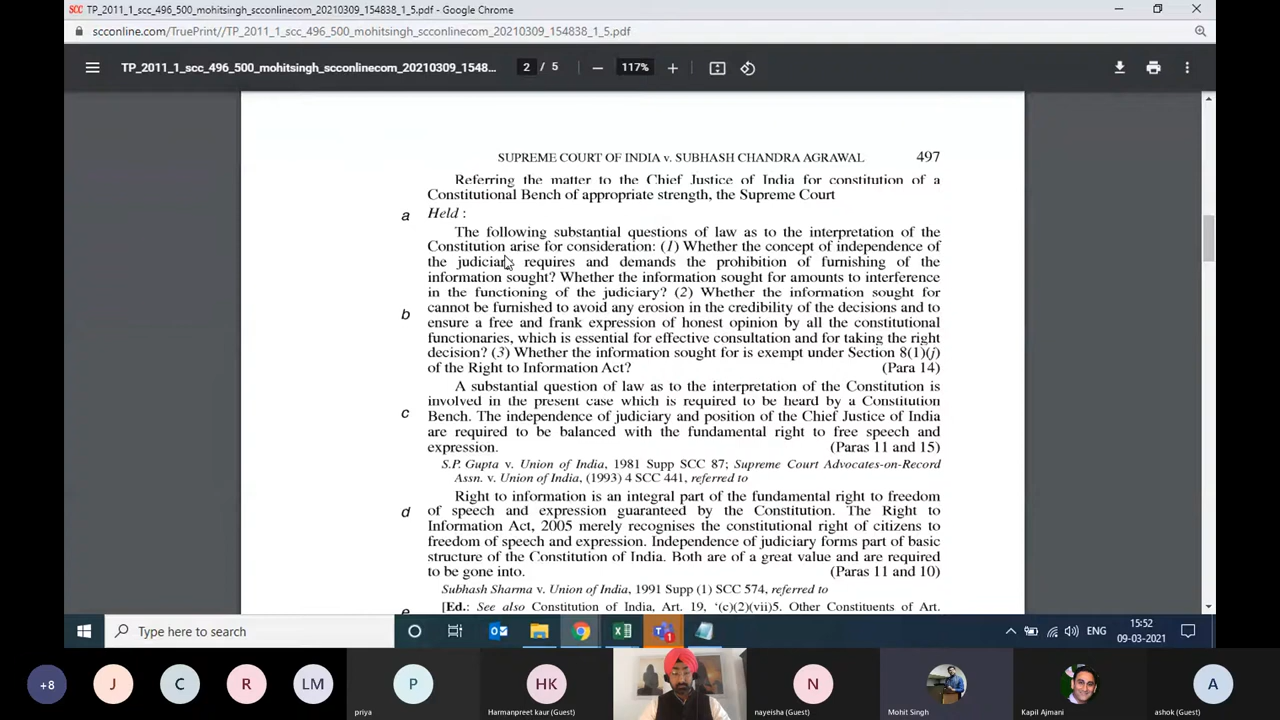 TP_2011_1_scc_496_500_mohitsingh_scconlinecom_20210309_154838_1_5.pdf - Google Chrome
scconline.com/TruePrint//TP_2011_1_scc_496_500_mohitsingh_scconlinecom_20210309_154838_1_5.pdf
TP_2011_1_scc_496_500_mohitsingh_scconlinecom_20210309_1548... 2 / 5 117%
SUPREME COURT OF INDIA v. SUBHASH CHANDRA AGRAWAL 497
Referring the matter to the Chief Justice of India for constitution of a
Constitutional Bench of appropriate strength, the Supreme Court
a Held :
The following substantial questions of law as to the interpretation of the
Constitution arise for consideration: (1) Whether the concept of independence of
the judiciary requires and demands the prohibition of furnishing of the
information sought? Whether the information sought for amounts to interference
in the functioning of the judiciary? (2) Whether the information sought for
b cannot be furnished to avoid any erosion in the credibility of the decisions and to
ensure a free and frank expression of honest opinion by all the constitutional
functionaries, which is essential for effective consultation and for taking the right
decision? (3) Whether the information sought for is exempt under Section 8(1)(j)
of the Right to Information Act? (Para 14)
A substantial question of law as to the interpretation of the Constitution is
involved in the present case which is required to be heard by a Constitution
c Bench. The independence of judiciary and position of the Chief Justice of India
are required to be balanced with the fundamental right to free speech and
expression. (Paras 11 and 15)
S.P. Gupta v. Union of India, 1981 Supp SCC 87; Supreme Court Advocates-on-Record
Assn. v. Union of India, (1993) 4 SCC 441, referred to
Right to information is an integral part of the fundamental right to freedom
d of speech and expression guaranteed by the Constitution. The Right to
Information Act, 2005 merely recognises the constitutional right of citizens to
freedom of speech and expression. Independence of judiciary forms part of basic
structure of the Constitution of India. Both are of a great value and are required
to be gone into. (Paras 11 and 10)
Subhash Sharma v. Union of India, 1991 Supp (1) SCC 574, referred to
[Ed.: See also Constitution of India, Art. 19, '(c)(2)(vii)5. Other Constituents of Art.
e
Type here to search
ENG
15:52
09-03-2021
+8 J C R LM P HK N A
priya Harmanpreet kaur (Guest) nayeisha (Guest) Mohit Singh Kapil Ajmani ashok (Guest)